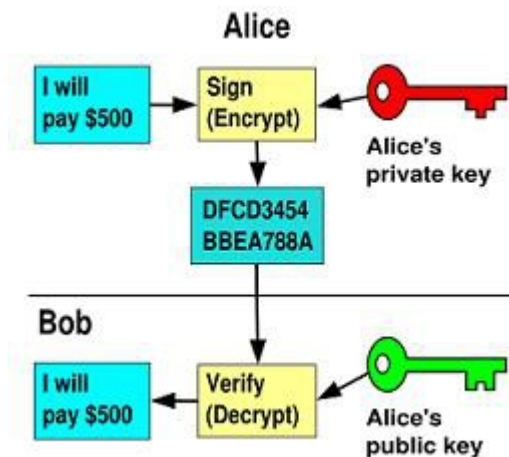 Alice
I will
pay $500
Sign
(Encrypt)
Alice's
private key
DFCD3454
BBEA788A
Bob
I will
pay $500
Verify
(Decrypt)
Alice's
public key